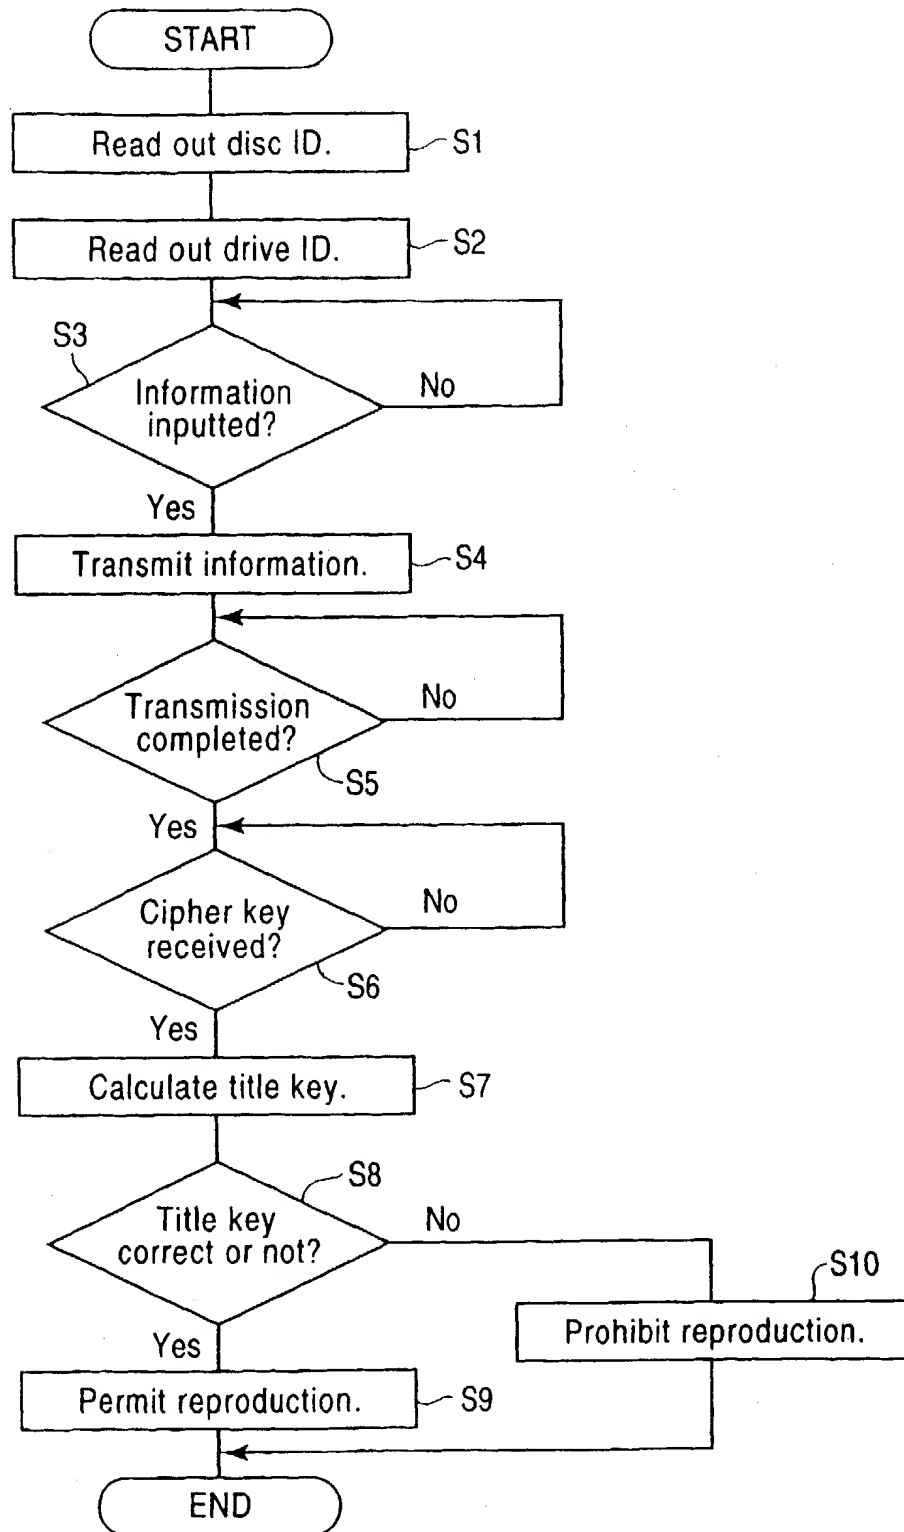 START
Read out disc ID.
S1
Read out drive ID.
S2
S3
Information
inputted?
No
Yes
Transmit information.
S4
Transmission
completed?
No
S5
Yes
Cipher key
received?
No
S6
Yes
Calculate title key.
S7
S8
Title key
correct or not?
No
S10
Prohibit reproduction.
Yes
Permit reproduction.
S9
END